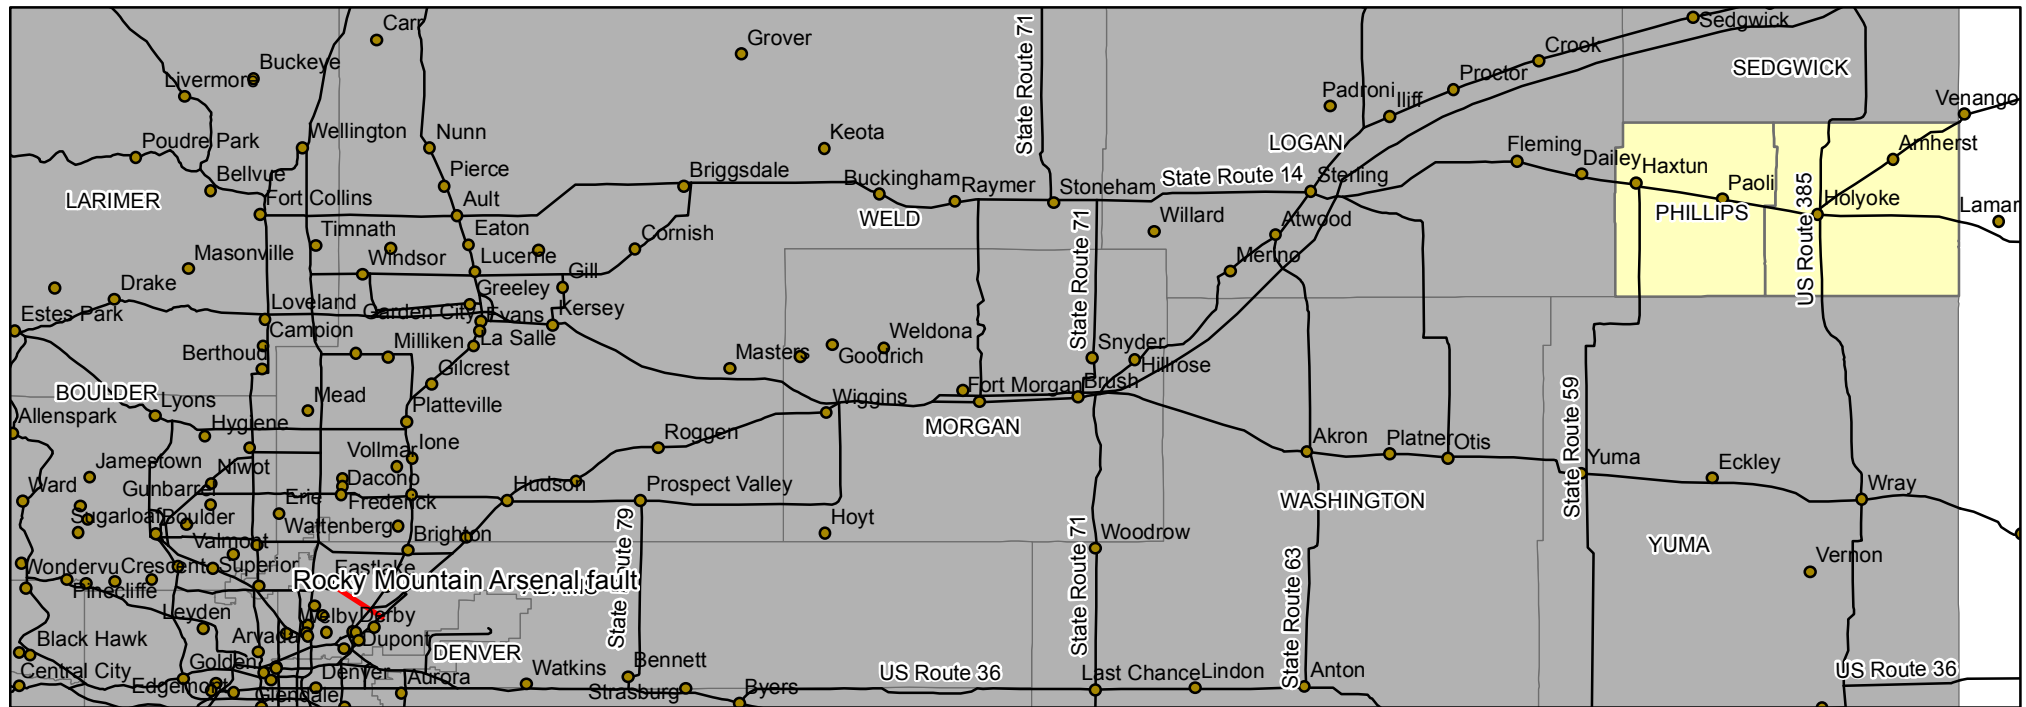 Carr
Grover
Sedgwick
Crook
SEDGWICK
Buckeye
Livermore
Proctor
Padroni
Iliff
Venango
State Route 71
Wellington
Nunn
Keota
LOGAN
Poudre Park
Fleming
Amherst
Dailey
Haxtun
Bellvue
Pierce
Briggsdale
Buckingham
Raymer
Stoneham
State Route 14
Sterling
Paoli
LARIMER
Fort Collins
Ault
WELD
Willard
Atwood
PHILLIPS
US Route 385
Holyoke
Lamar
Timnath
Eaton
Cornish
Masonville
Windsor
Lucerne
Gill
Merino
State Route 71
Drake
Greeley
Estes Park
Loveland
Garden City
Evans
Kersey
Campion
Milliken
La Salle
Weldona
Snyder
Berthoud
Masters
Goodrich
Hillrose
Gilcrest
BOULDER
Lyons
Mead
Platteville
Wiggins
Fort Morgan
Brush
State Route 59
Allenspark
Hygiene
MORGAN
Vollmar
Ione
Roggen
Akron
Platner
Otis
Jamestown
Niwot
Yuma
Eckley
Ward
Gunbarrel
Dacono
Hudson
Prospect Valley
Wray
Erie
Frederick
WASHINGTON
Sugarloaf
Boulder
Wattenberg
Brighton
State Route 79
Hoyt
State Route 71
Woodrow
YUMA
Valmont
Vernon
Wondervu
Crescent
Superior
Eastlake
State Route 63
Rocky Mountain Arsenal fault
ADAMS
Pinecliffe
Leyden
Welby
Derby
Black Hawk
Arvada
Dupont
DENVER
Central City
Golden
Denver
Aurora
Watkins
Bennett
US Route 36
Last Chance
Lindon
Anton
US Route 36
Edgemont
Glendale
Strasburg
Byers